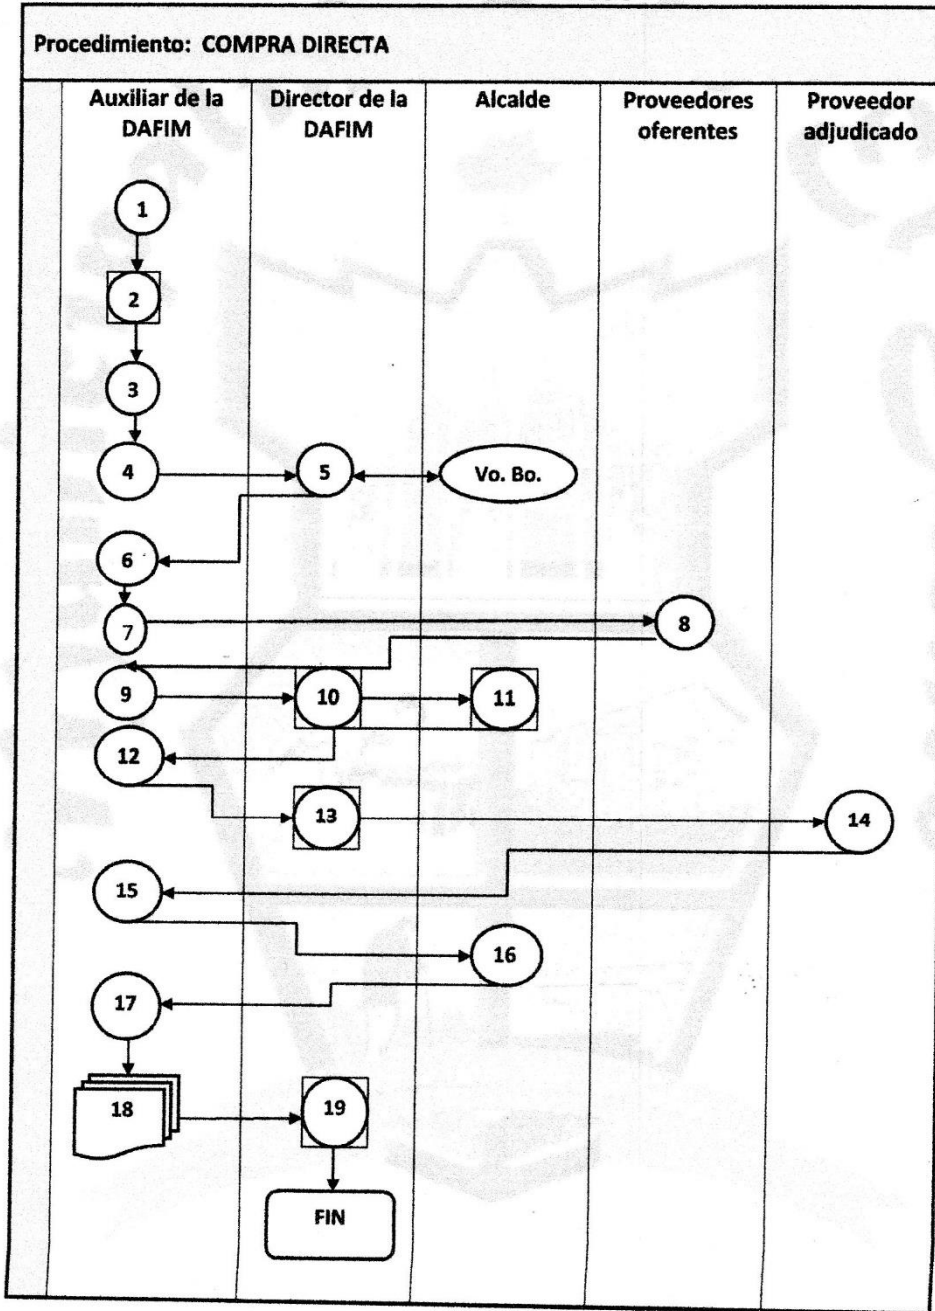 Procedimiento: COMPRA DIRECTA
Auxiliar de la DAFIM
Director de la DAFIM
Alcalde
Proveedores oferentes
Proveedor adjudicado
1
2
3
4
5
Vo. Bo.
6
7
8
9
10
11
12
13
14
15
16
17
18
19
FIN